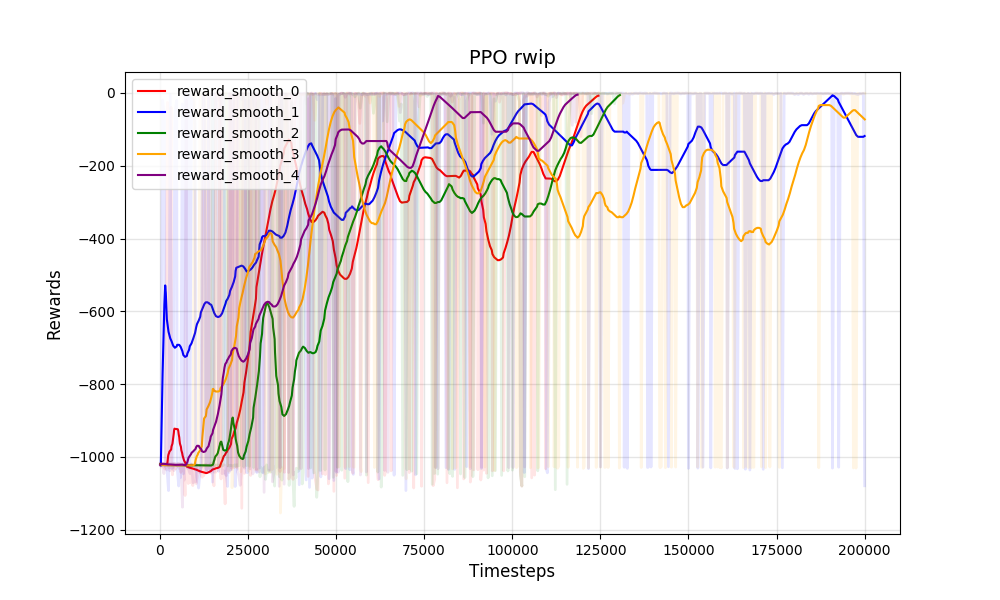 PPO rwip
reward_smooth_0
reward_smooth_1
reward_smooth_2
reward_smooth_3
reward_smooth_4
0
−200
−400
−600
−800
−1000
−1200
Rewards
0 25000 50000 75000 100000 125000 150000 175000 200000
Timesteps